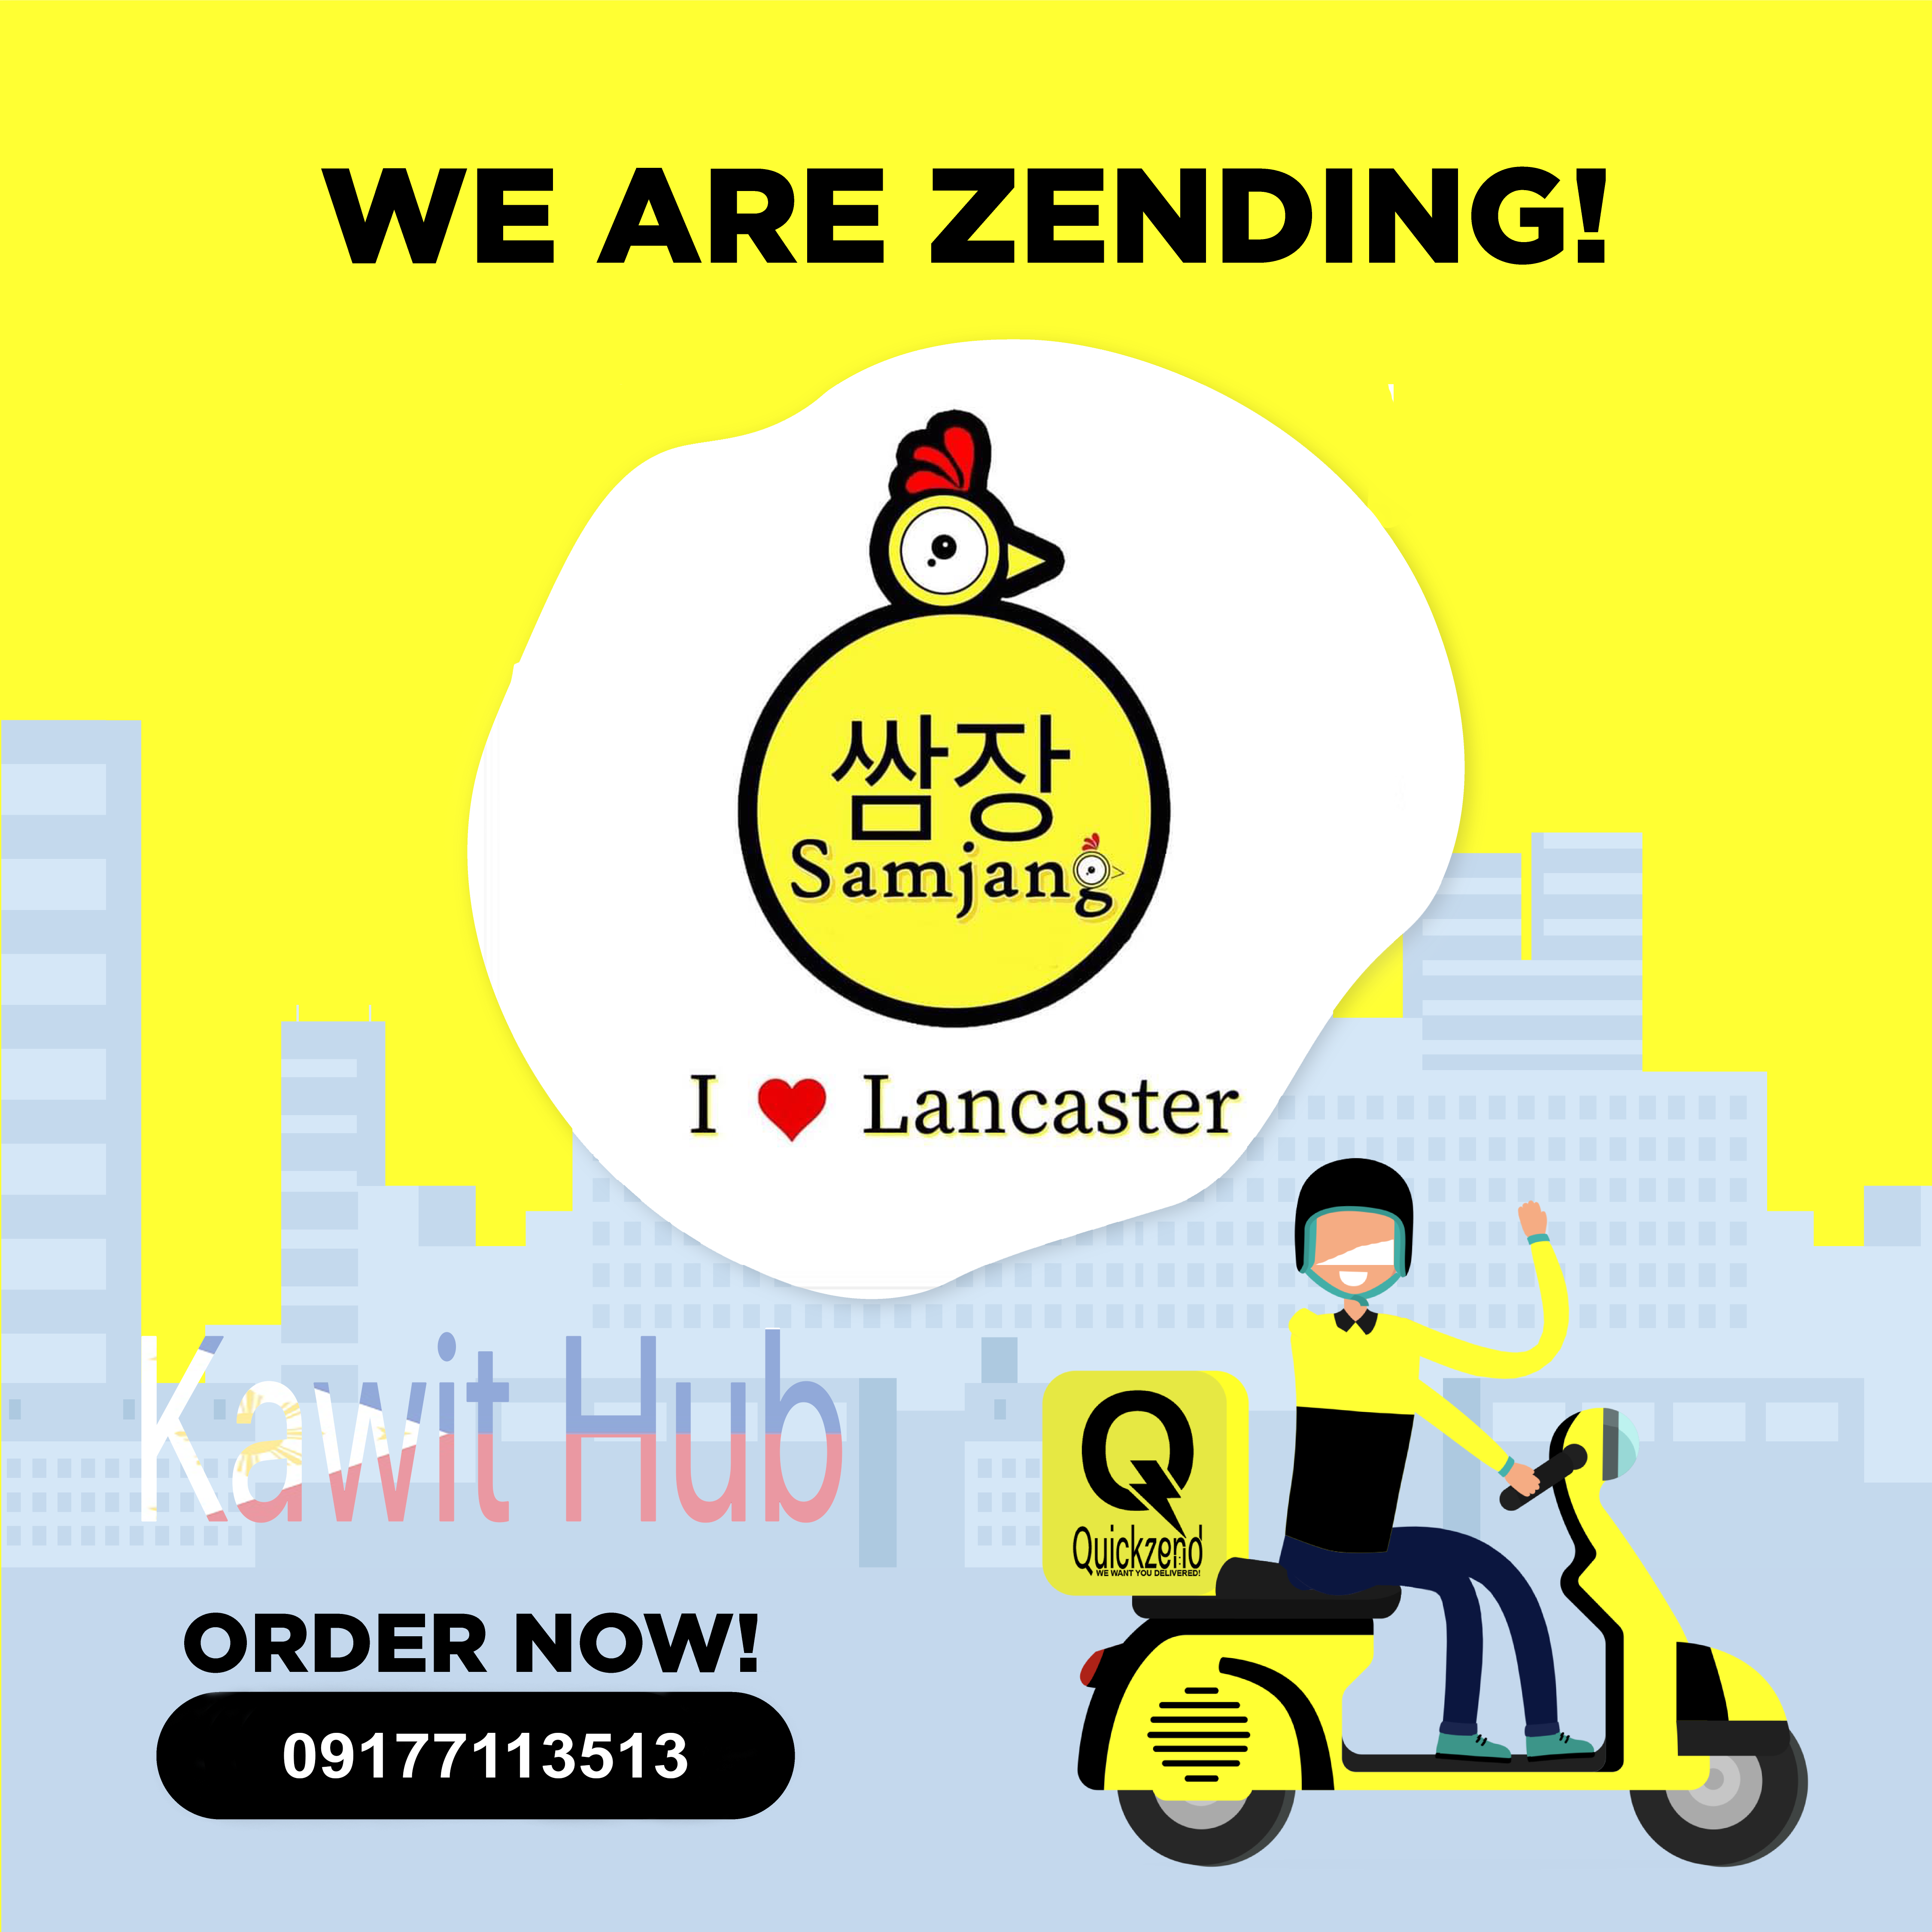 WE ARE ZENDING!
쌈장
Samjang
I ❤ Lancaster
Kawit Hub
Q
Quickzend
WE WANT YOU DELIVERED!
ORDER NOW!
09177113513